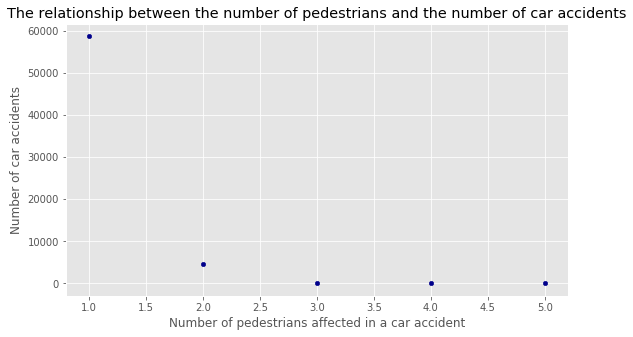 The relationship between the number of pedestrians and the number of car accidents
60000
50000
40000
30000
20000
10000
0
Number of car accidents
1.0 1.5 2.0 2.5 3.0 3.5 4.0 4.5 5.0
Number of pedestrians affected in a car accident